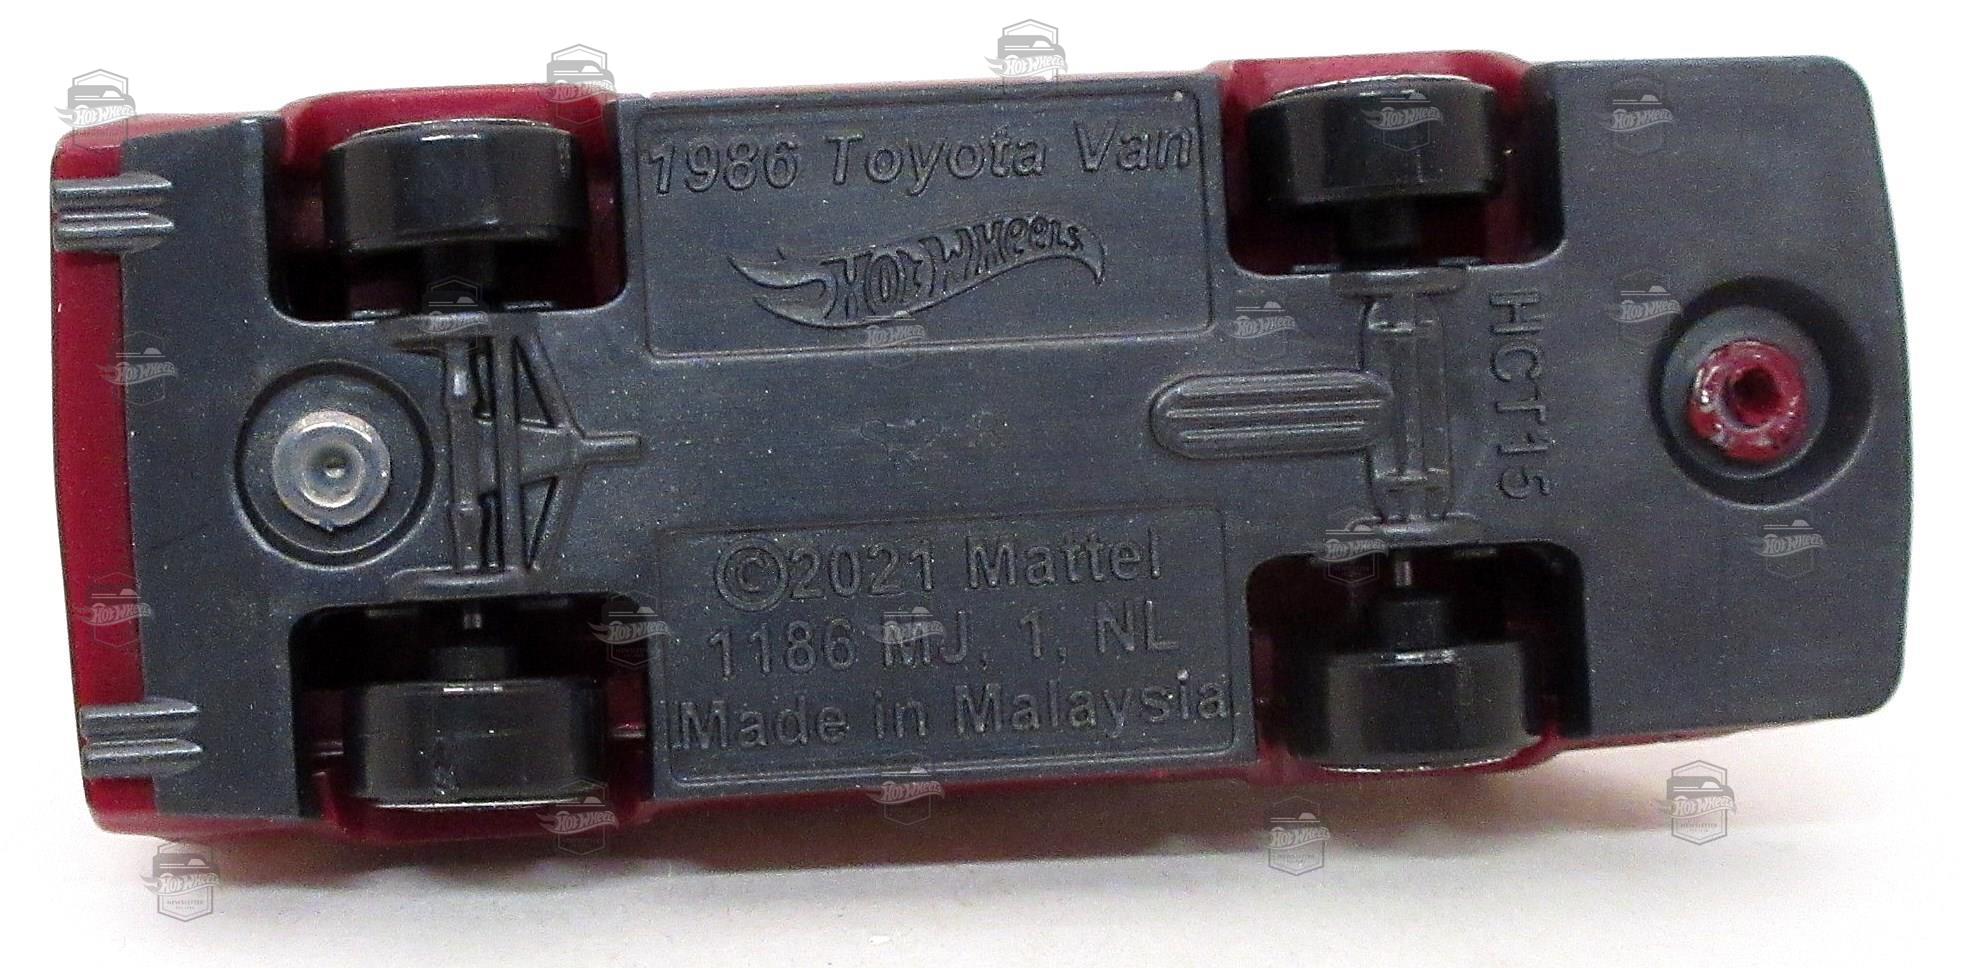 1986 Toyota Van
Hot Wheels
HCT15
©2021 Mattel
1186 MJ, 1, NL
Made in Malaysia